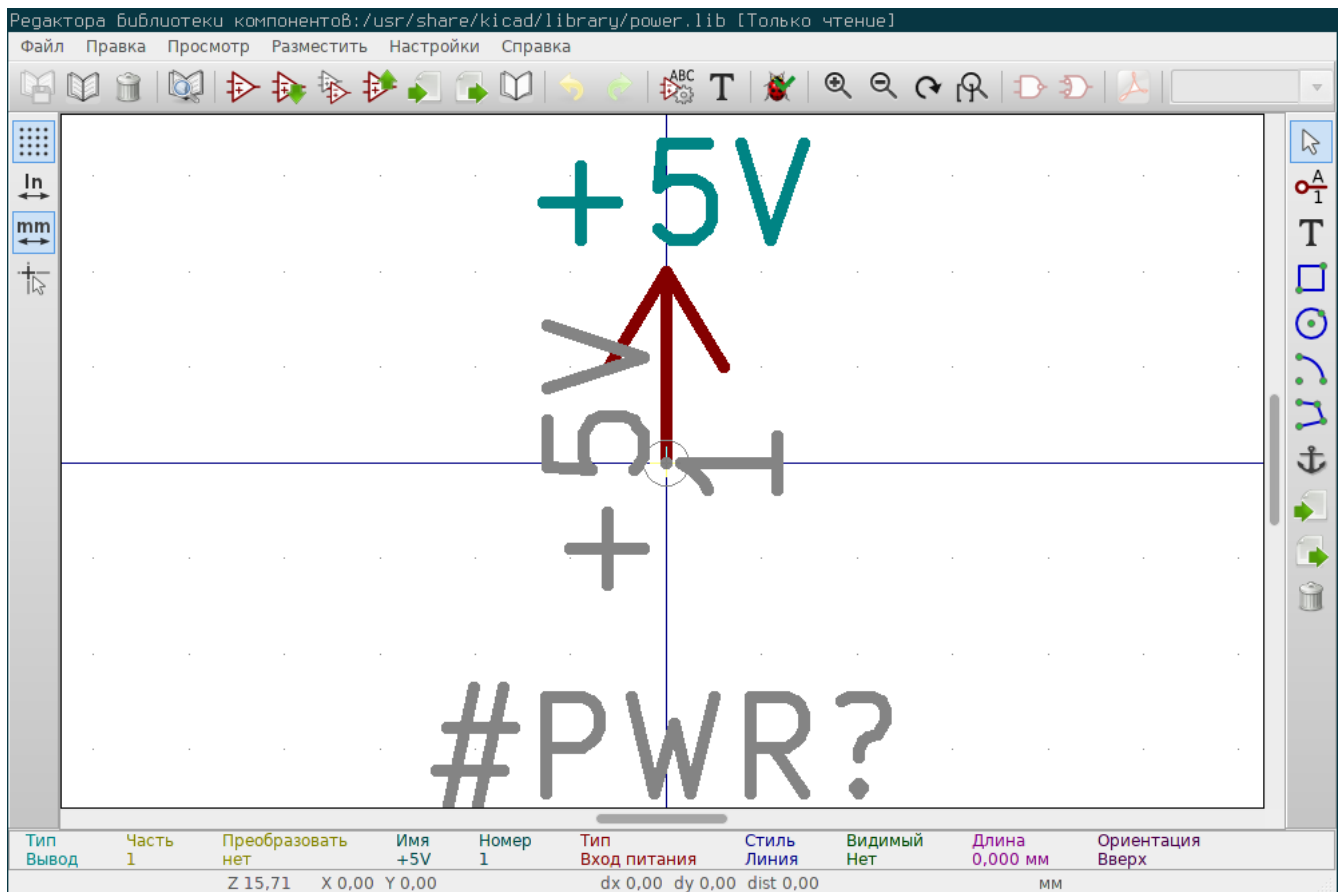 Редактора библиотеки компонентов:/usr/share/kicad/library/power.lib [Только чтение]
Файл Правка Просмотр Разместить Настройки Справка
ABC
T
In
mm
A
1
T
+5V
+5V
1
#PWR?
Тип Часть Преобразовать Имя Номер Тип Стиль Видимый Длина Ориентация
Вывод 1 нет +5V 1 Вход питания Линия Нет 0,000 мм Вверх
Z 15,71 X 0,00 Y 0,00 dx 0,00 dy 0,00 dist 0,00 мм